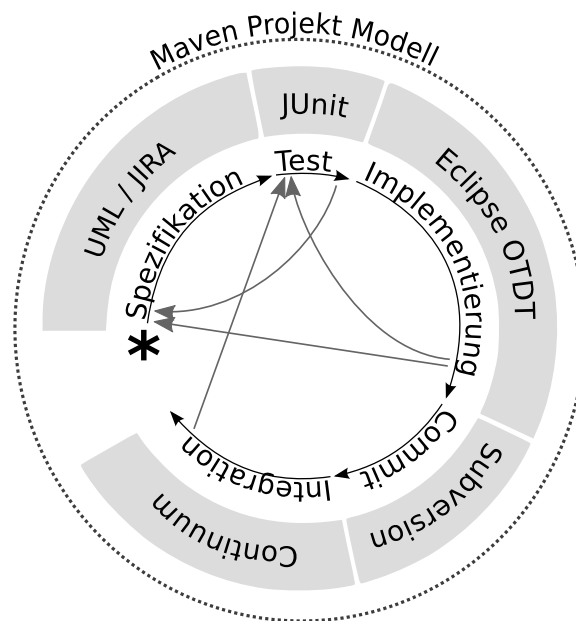 Maven Projekt Modell
UML / JIRA
JUnit
Eclipse OTDT
Subversion
Continuum
Spezifikation
Test
Implementierung
Commit
Integration
*